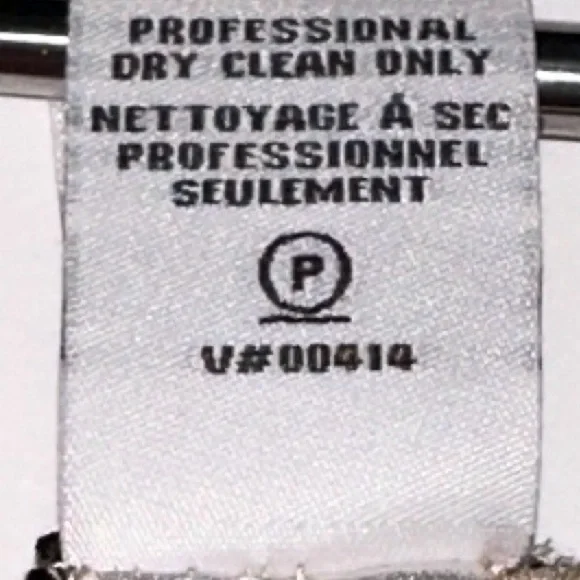 PROFESSIONAL
DRY CLEAN ONLY
NETTOYAGE Á SEC
PROFESSIONNEL
SEULEMENT
P
V#00414